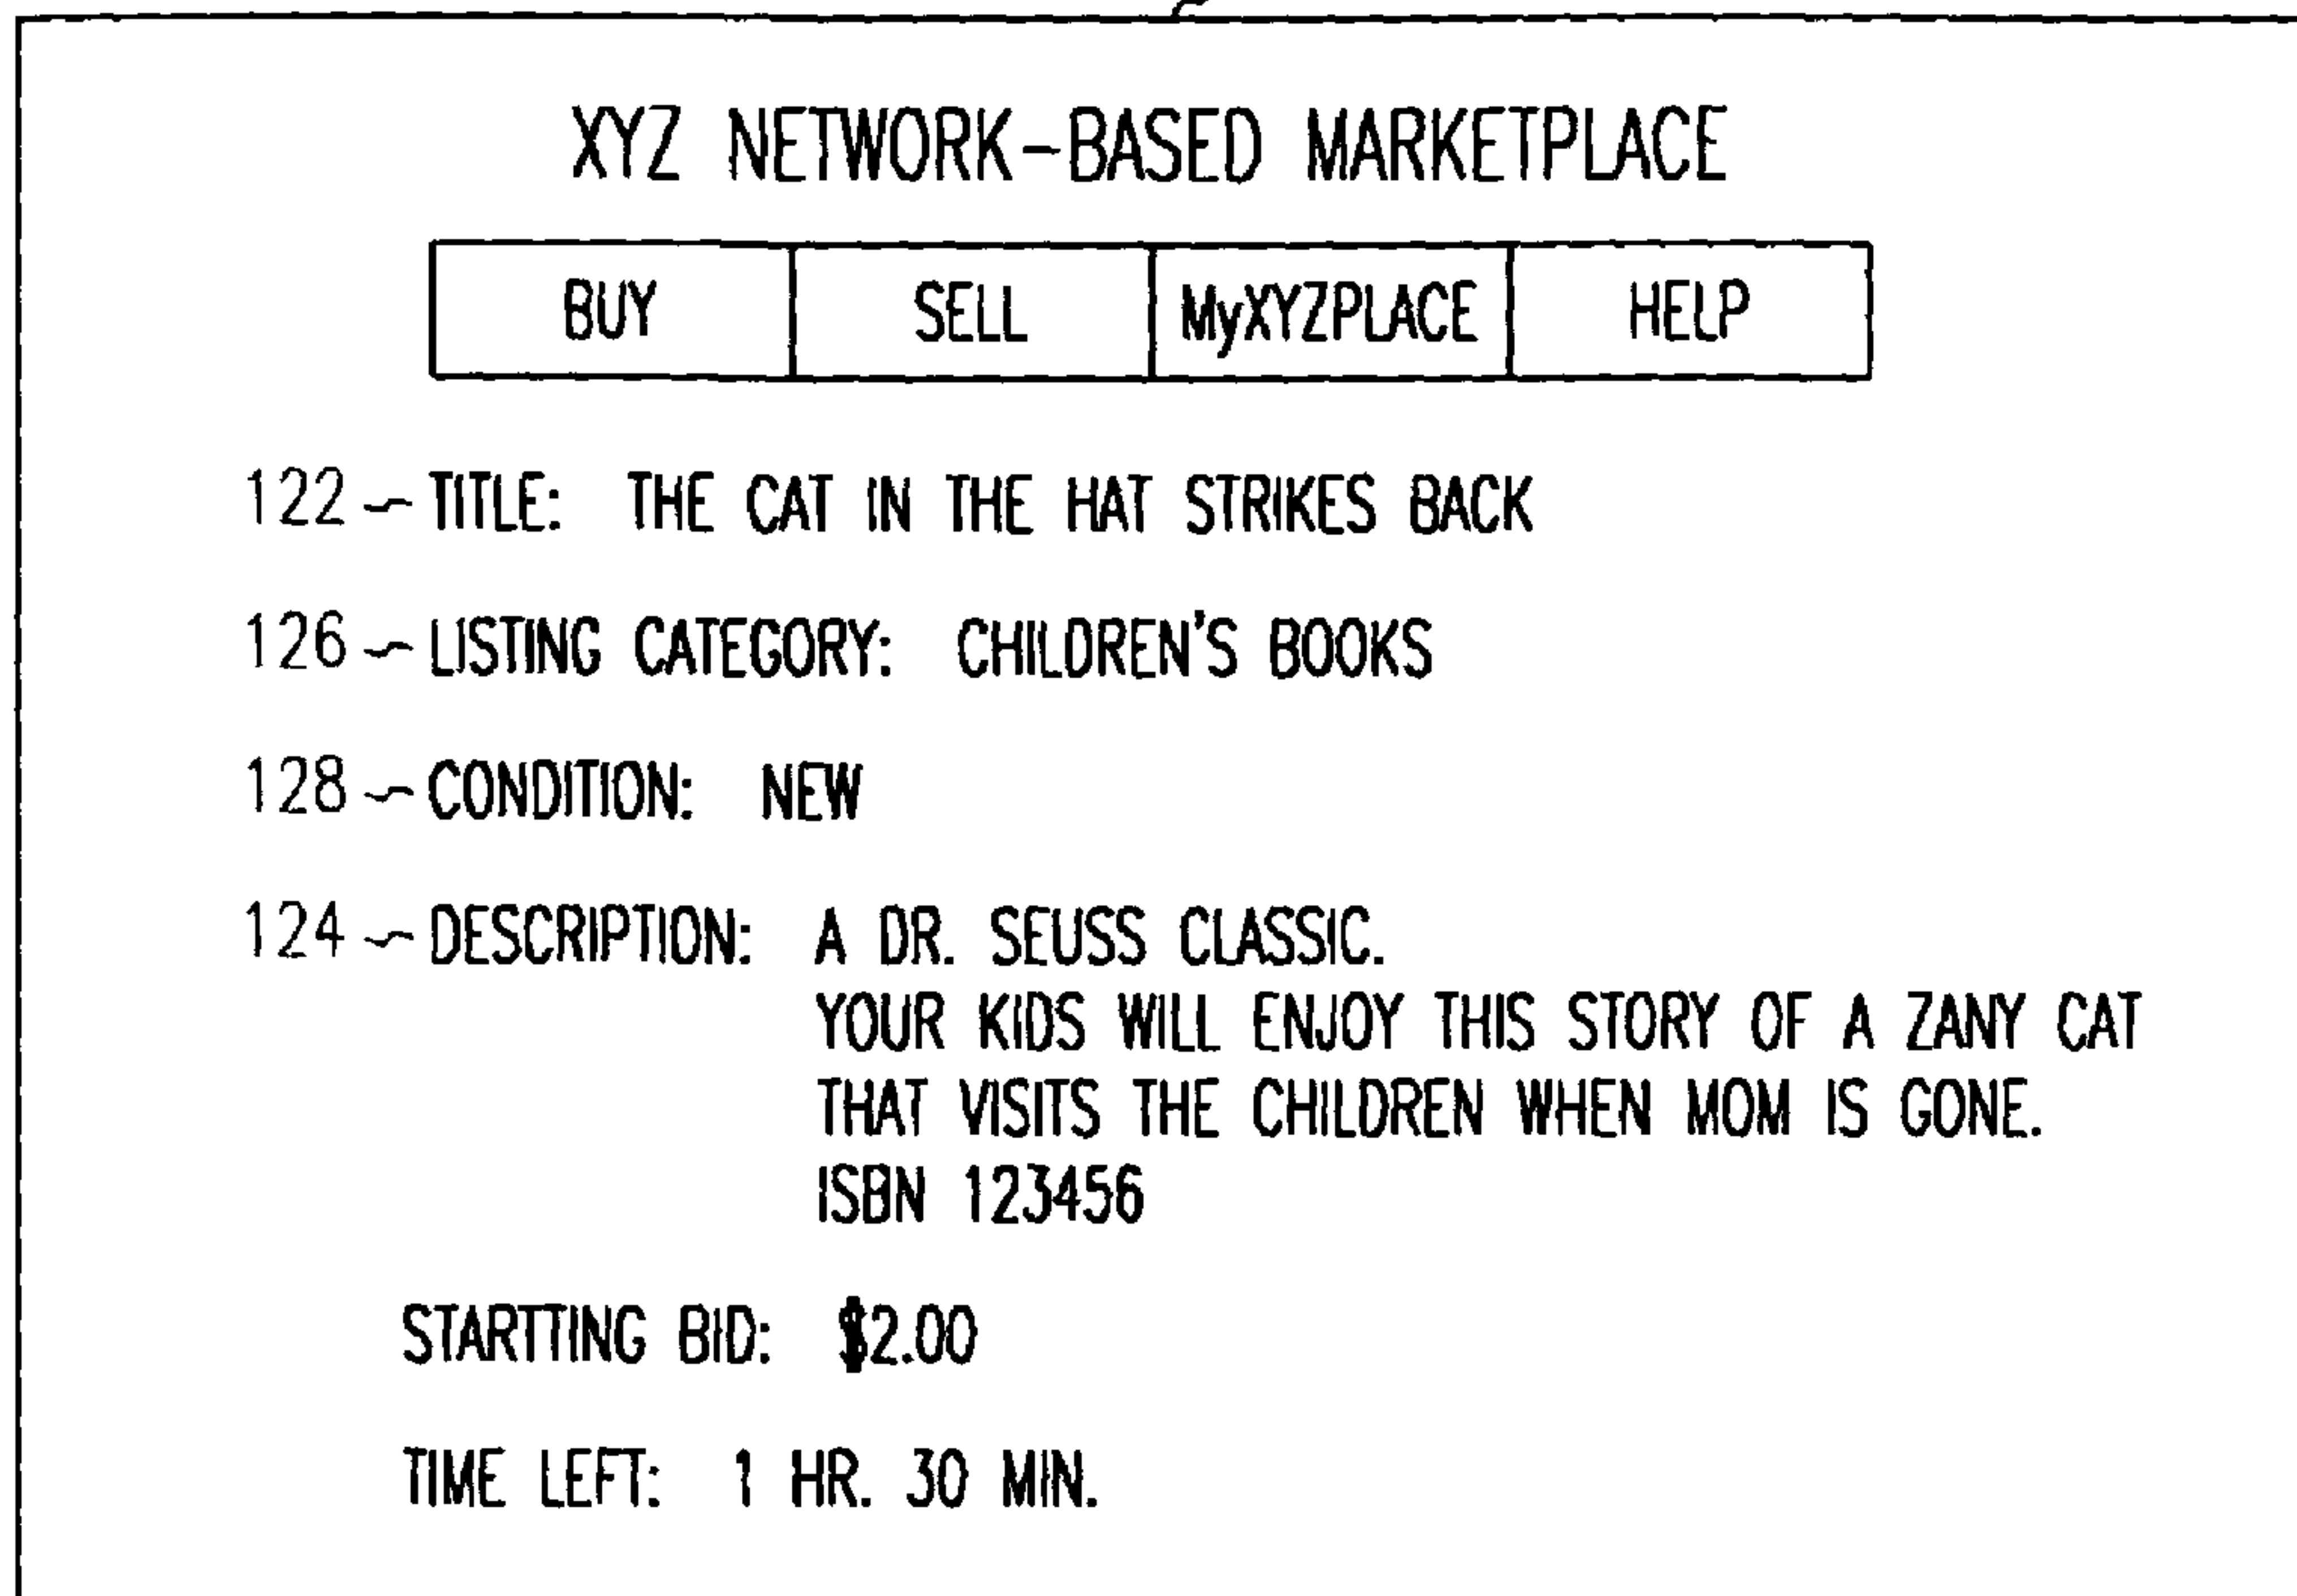 XYZ NETWORK-BASED MARKETPLACE
BUY SELL MyXYZPLACE HELP
122 TITLE: THE CAT IN THE HAT STRIKES BACK
126 LISTING CATEGORY: CHILDREN'S BOOKS
128 CONDITION: NEW
124 DESCRIPTION: A DR. SEUSS CLASSIC.
YOUR KIDS WILL ENJOY THIS STORY OF A ZANY CAT
THAT VISITS THE CHILDREN WHEN MOM IS GONE.
ISBN 123456
STARTTING BID: $2.00
TIME LEFT: 1 HR. 30 MIN.